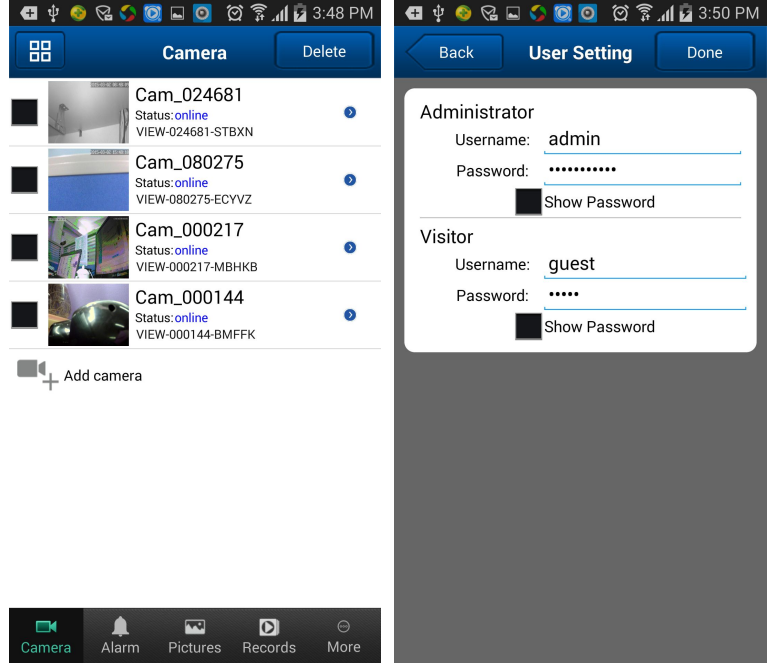 3:48 PM
Camera
Delete
Cam_024681
Status:online
VIEW-024681-STBXN
Cam_080275
Status:online
VIEW-080275-ECYVZ
Cam_000217
Status:online
VIEW-000217-MBHKB
Cam_000144
Status:online
VIEW-000144-BMFFK
Add camera
Camera
Alarm
Pictures
Records
More
3:50 PM
Back
User Setting
Done
Administrator
Username: admin
Password: •••••••••••
Show Password
Visitor
Username: guest
Password: •••••
Show Password